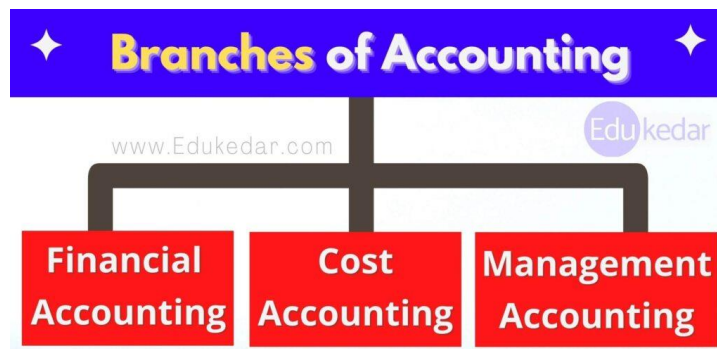 Branches of Accounting
Edukedar
www.Edukedar.com
Financial
Accounting
Cost
Accounting
Management
Accounting